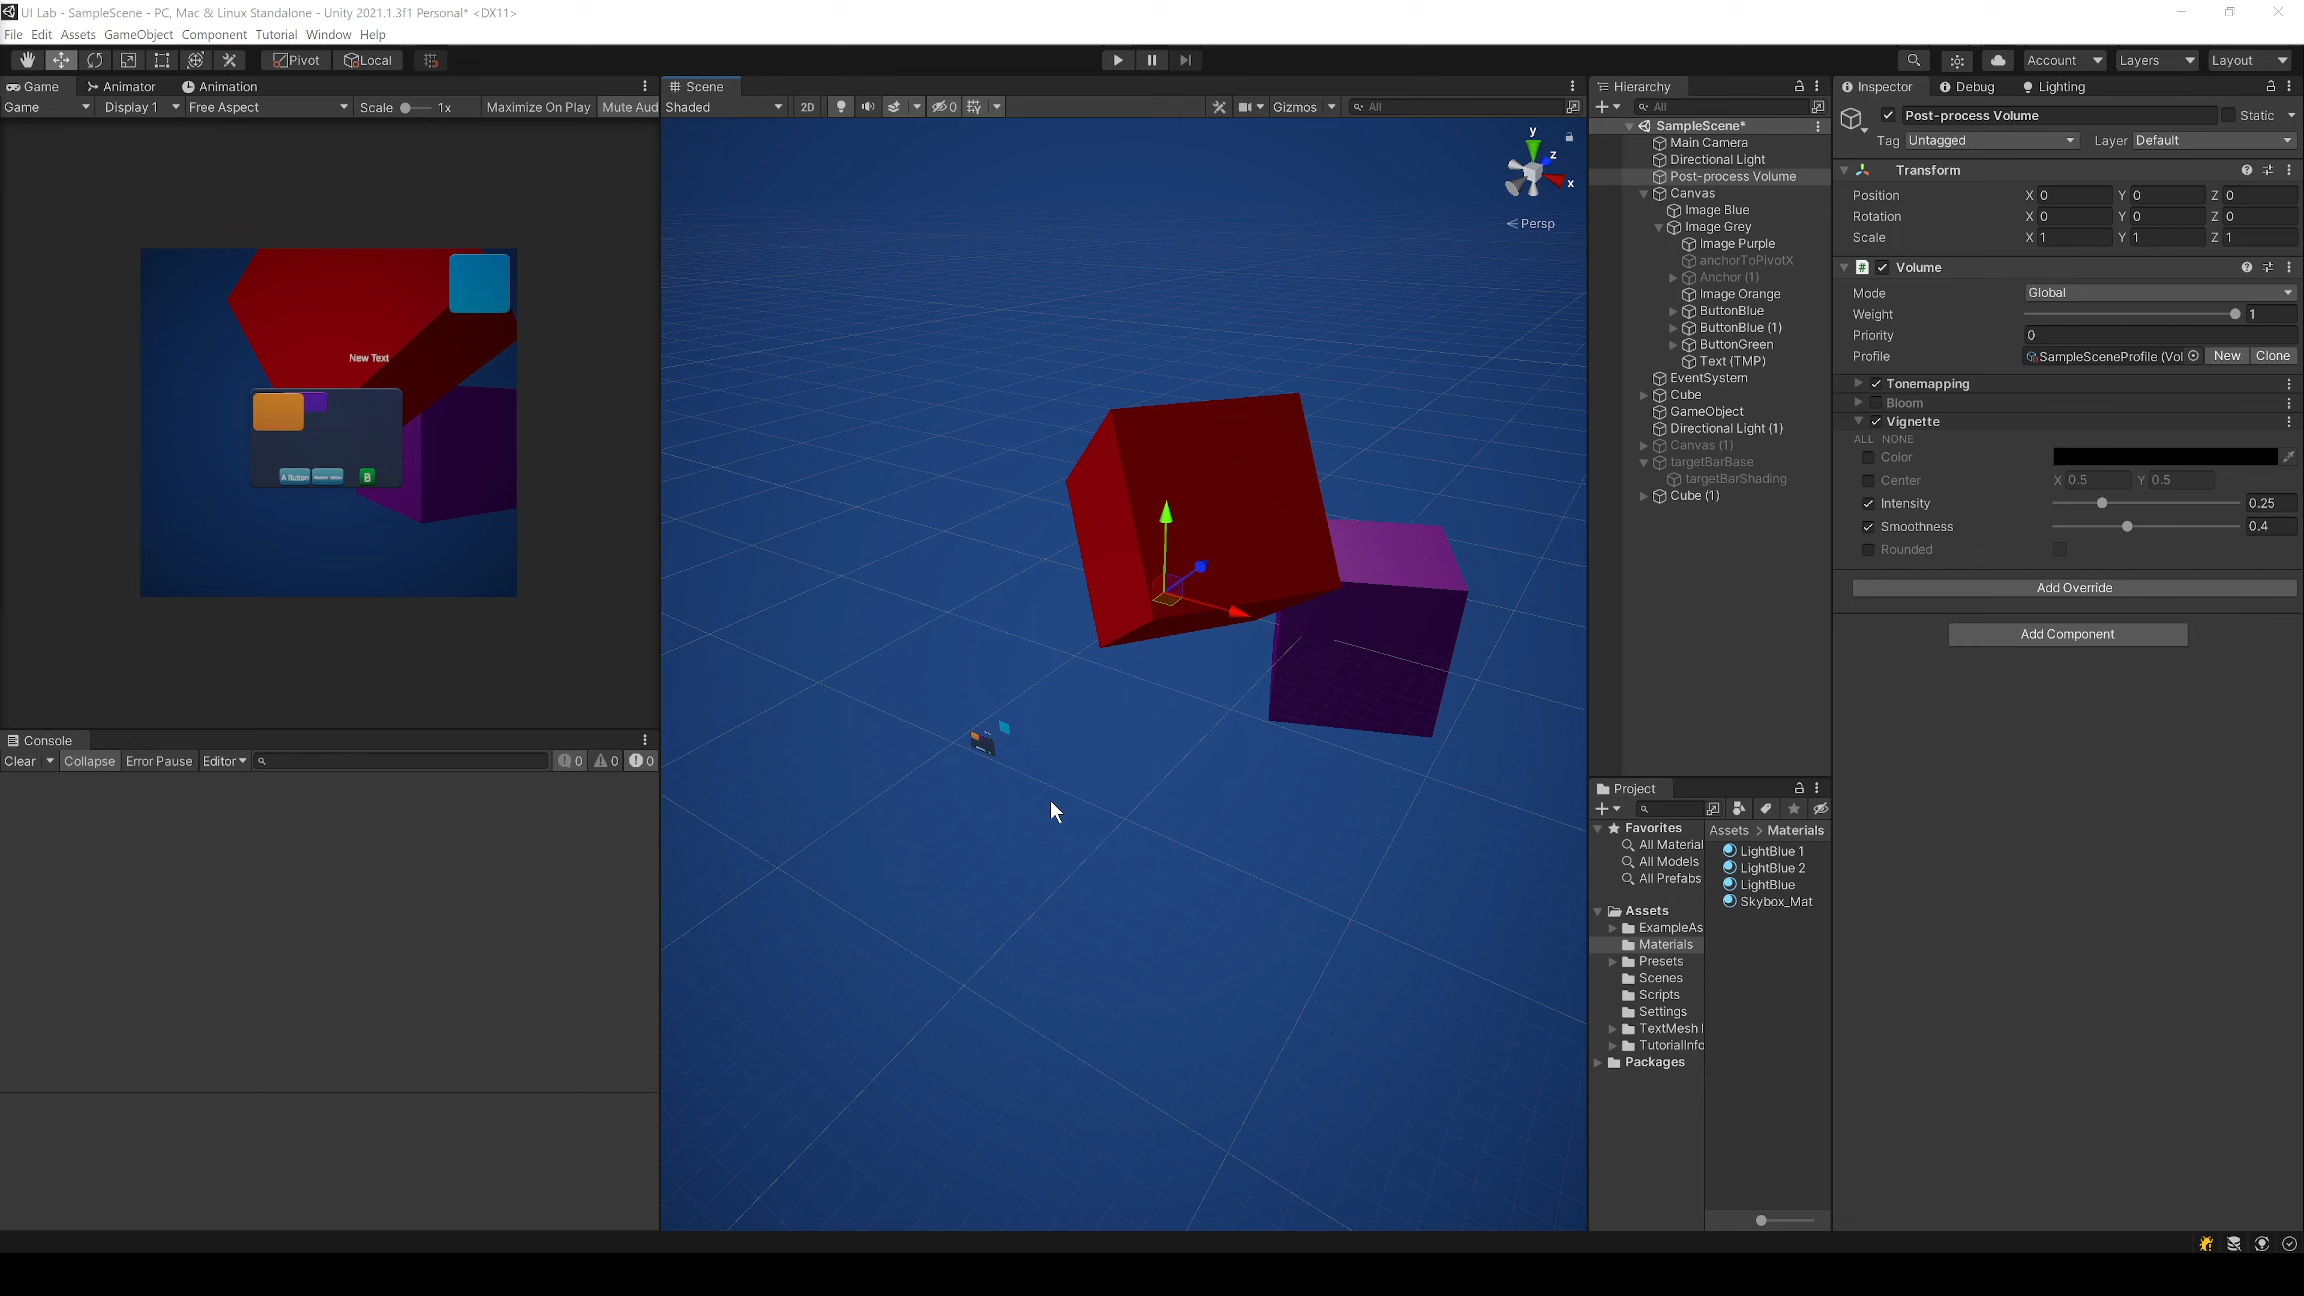 UI Lab - SampleScene - PC, Mac & Linux Standalone - Unity 2021.1.3f1 Personal* <DX11>
File Edit Assets GameObject Component Tutorial Window Help
Pivot Local Account Layers Layout
Game Animator Animation
Game Display 1 Free Aspect Scale 1x Maximize On Play Mute Aud
New Text
A Button
B
Console
Clear Collapse Error Pause Editor 0 0 0
Scene
Shaded 2D 0 Gizmos All
y
z
x
Persp
Hierarchy
All
SampleScene*
Main Camera
Directional Light
Post-process Volume
Canvas
Image Blue
Image Grey
Image Purple
anchorToPivotX
Anchor (1)
Image Orange
ButtonBlue
ButtonBlue (1)
ButtonGreen
Text (TMP)
EventSystem
Cube
GameObject
Directional Light (1)
Canvas (1)
targetBarBase
targetBarShading
Cube (1)
Project
Favorites
All Material
All Models
All Prefabs
Assets
ExampleAs
Materials
Presets
Scenes
Scripts
Settings
TextMesh
TutorialInfo
Packages
Assets > Materials
LightBlue 1
LightBlue 2
LightBlue
Skybox_Mat
Inspector Debug Lighting
Post-process Volume Static
Tag Untagged Layer Default
Transform
Position X 0 Y 0 Z 0
Rotation X 0 Y 0 Z 0
Scale X 1 Y 1 Z 1
# Volume
Mode Global
Weight 1
Priority 0
Profile SampleSceneProfile (Vol New Clone
Tonemapping
Bloom
Vignette
ALL NONE
Color
Center X 0.5 Y 0.5
Intensity 0.25
Smoothness 0.4
Rounded
Add Override
Add Component